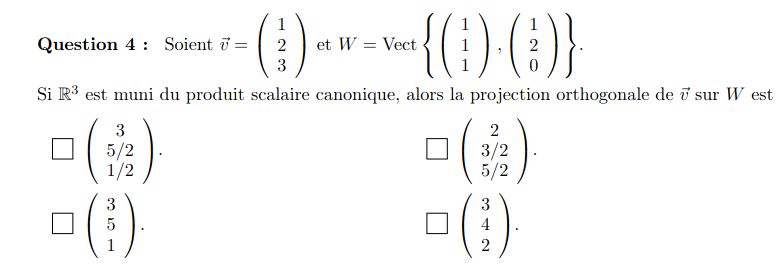 Question 4 : Soient $\vec{v} = \begin{pmatrix} 1 \\ 2 \\ 3 \end{pmatrix}$ et $W = \text{Vect} \left\{ \begin{pmatrix} 1 \\ 1 \\ 1 \end{pmatrix}, \begin{pmatrix} 1 \\ 2 \\ 0 \end{pmatrix} \right\}$.
Si $\mathbb{R}^3$ est muni du produit scalaire canonique, alors la projection orthogonale de $\vec{v}$ sur $W$ est
☐ $\begin{pmatrix} 3 \\ 5/2 \\ 1/2 \end{pmatrix}$. ☐ $\begin{pmatrix} 2 \\ 3/2 \\ 5/2 \end{pmatrix}$.
☐ $\begin{pmatrix} 3 \\ 5 \\ 1 \end{pmatrix}$. ☐ $\begin{pmatrix} 3 \\ 4 \\ 2 \end{pmatrix}$.